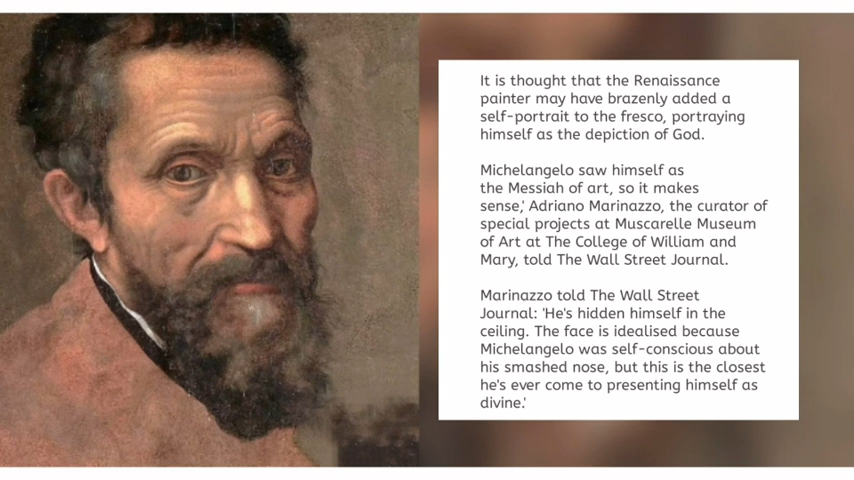 It is thought that the Renaissance
painter may have brazenly added a
self-portrait to the fresco, portraying
himself as the depiction of God.
Michelangelo saw himself as
the Messiah of art, so it makes
sense,' Adriano Marinazzo, the curator of
special projects at Muscarelle Museum
of Art at The College of William and
Mary, told The Wall Street Journal.
Marinazzo told The Wall Street
Journal: 'He's hidden himself in the
ceiling. The face is idealised because
Michelangelo was self-conscious about
his smashed nose, but this is the closest
he's ever come to presenting himself as
divine.'